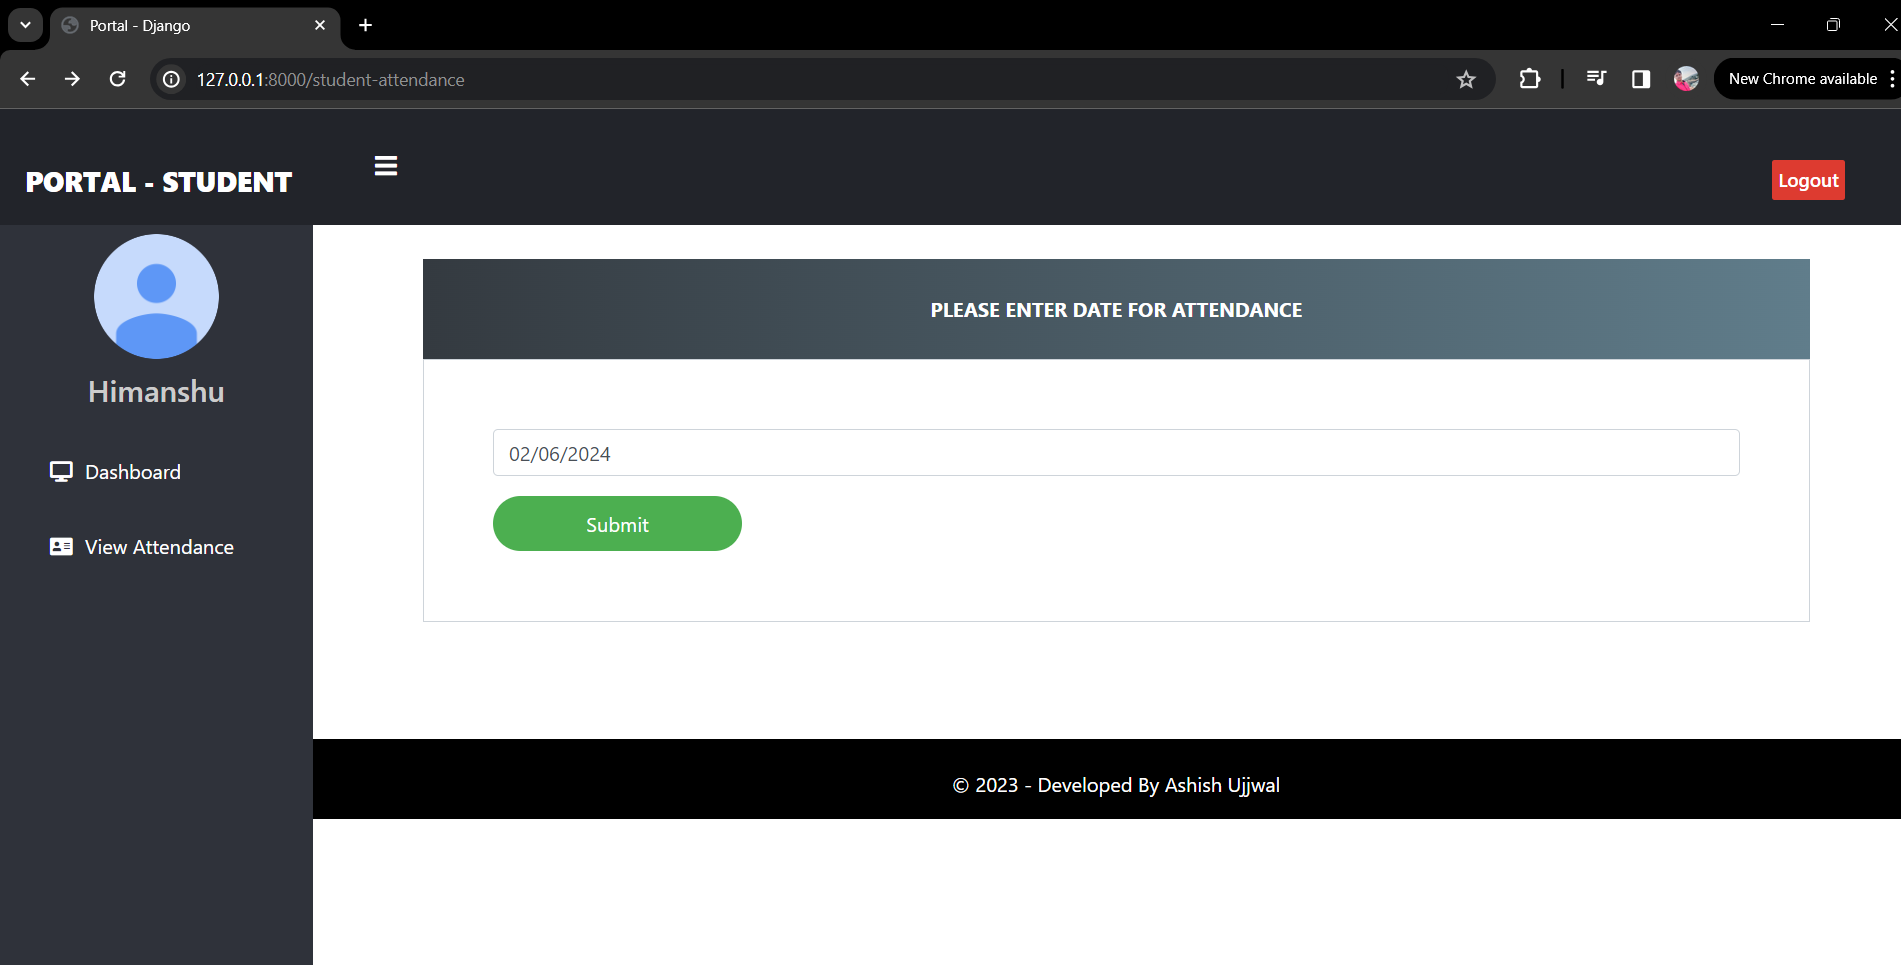 Portal - Django
127.0.0.1:8000/student-attendance
New Chrome available
PORTAL - STUDENT
Logout
Himanshu
Dashboard
View Attendance
PLEASE ENTER DATE FOR ATTENDANCE
02/06/2024
Submit
© 2023 - Developed By Ashish Ujjwal